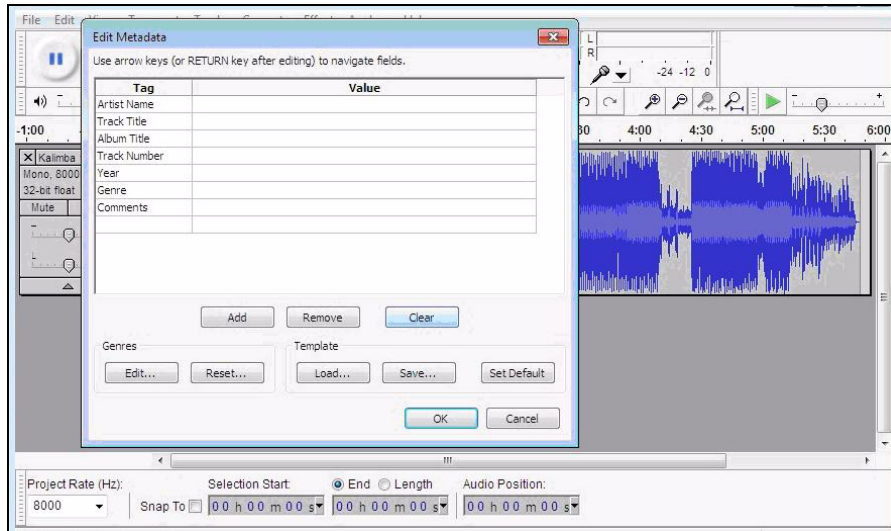 File Edit
Edit Metadata
Use arrow keys (or RETURN key after editing) to navigate fields.
Tag Value
Artist Name
Track Title
Album Title
Track Number
Year
Genre
Comments
Add Remove Clear
Genres
Edit... Reset...
Template
Load... Save... Set Default
OK Cancel
L
R
-24 -12 0
-1:00 30 4:00 4:30 5:00 5:30 6:00
X Kalimba
Mono, 8000
32-bit float
Mute
- +
L
Project Rate (Hz):
8000
Snap To
Selection Start:
00 h 00 m 00 s
End Length
00 h 00 m 00 s
Audio Position:
00 h 00 m 00 s